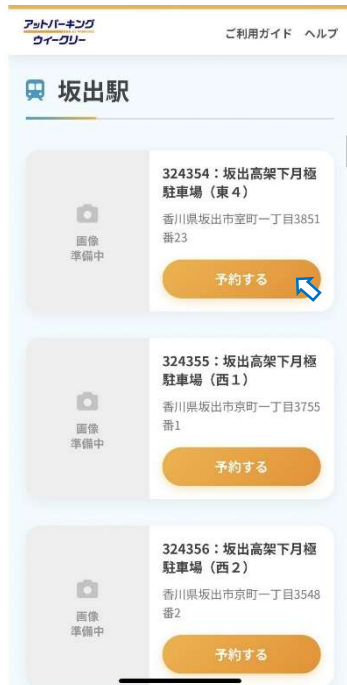 アットパーキング
ウィークリー
ご利用ガイド ヘルプ
坂出駅
324354：坂出高架下月極
駐車場（東４）
香川県坂出市室町一丁目3851
番23
画像
準備中
予約する
324355：坂出高架下月極
駐車場（西１）
香川県坂出市京町一丁目3755
番1
画像
準備中
予約する
324356：坂出高架下月極
駐車場（西２）
香川県坂出市京町一丁目3548
番2
画像
準備中
予約する